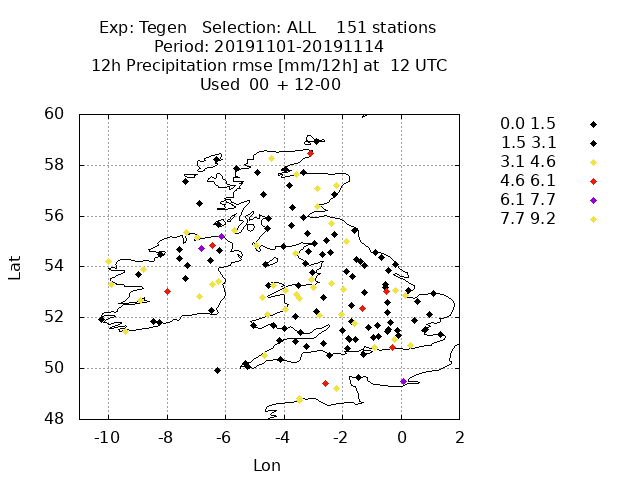 Exp: Tegen Selection: ALL 151 stations
Period: 20191101-20191114
12h Precipitation rmse [mm/12h] at 12 UTC
Used 00 + 12-00
0.0 1.5
1.5 3.1
3.1 4.6
4.6 6.1
6.1 7.7
7.7 9.2
Lat
60
58
56
54
52
50
48
-10 -8 -6 -4 -2 0 2
Lon